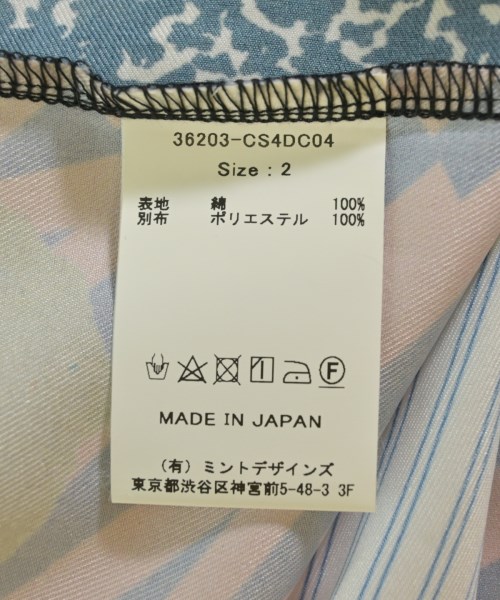 36203-CS4DC04
Size : 2
表地 綿 100%
別布 ポリエステル 100%
F
MADE IN JAPAN
(有) ミントデザインズ
東京都渋谷区神宮前5-48-3 3F